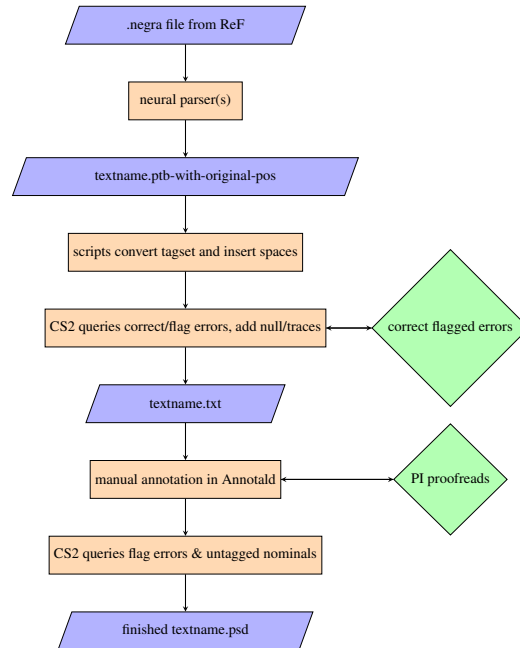 .negra file from ReF
neural parser(s)
textname.ptb-with-original-pos
scripts convert tagset and insert spaces
CS2 queries correct/flag errors, add null/traces
correct flagged errors
textname.txt
manual annotation in Annotald
PI proofreads
CS2 queries flag errors & untagged nominals
finished textname.psd